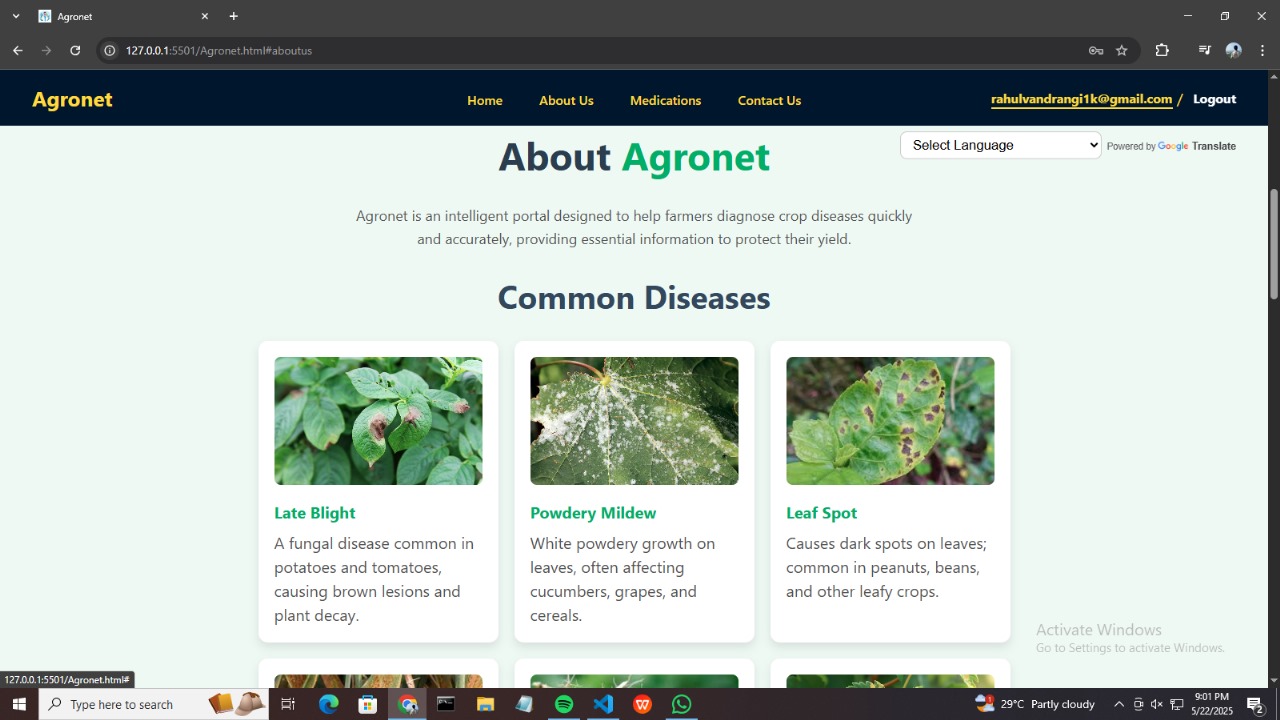 Agronet
127.0.0.1:5501/Agronet.html#aboutus
Agronet
Home
About Us
Medications
Contact Us
rahulvandrangi1k@gmail.com / Logout
Select Language
Powered by Google Translate
About Agronet
Agronet is an intelligent portal designed to help farmers diagnose crop diseases quickly
and accurately, providing essential information to protect their yield.
Common Diseases
Late Blight
A fungal disease common in
potatoes and tomatoes,
causing brown lesions and
plant decay.
Powdery Mildew
White powdery growth on
leaves, often affecting
cucumbers, grapes, and
cereals.
Leaf Spot
Causes dark spots on leaves;
common in peanuts, beans,
and other leafy crops.
Activate Windows
Go to Settings to activate Windows.
127.0.0.1:5501/Agronet.html#
Type here to search
1
29°C Partly cloudy
9:01 PM
5/22/2025
2